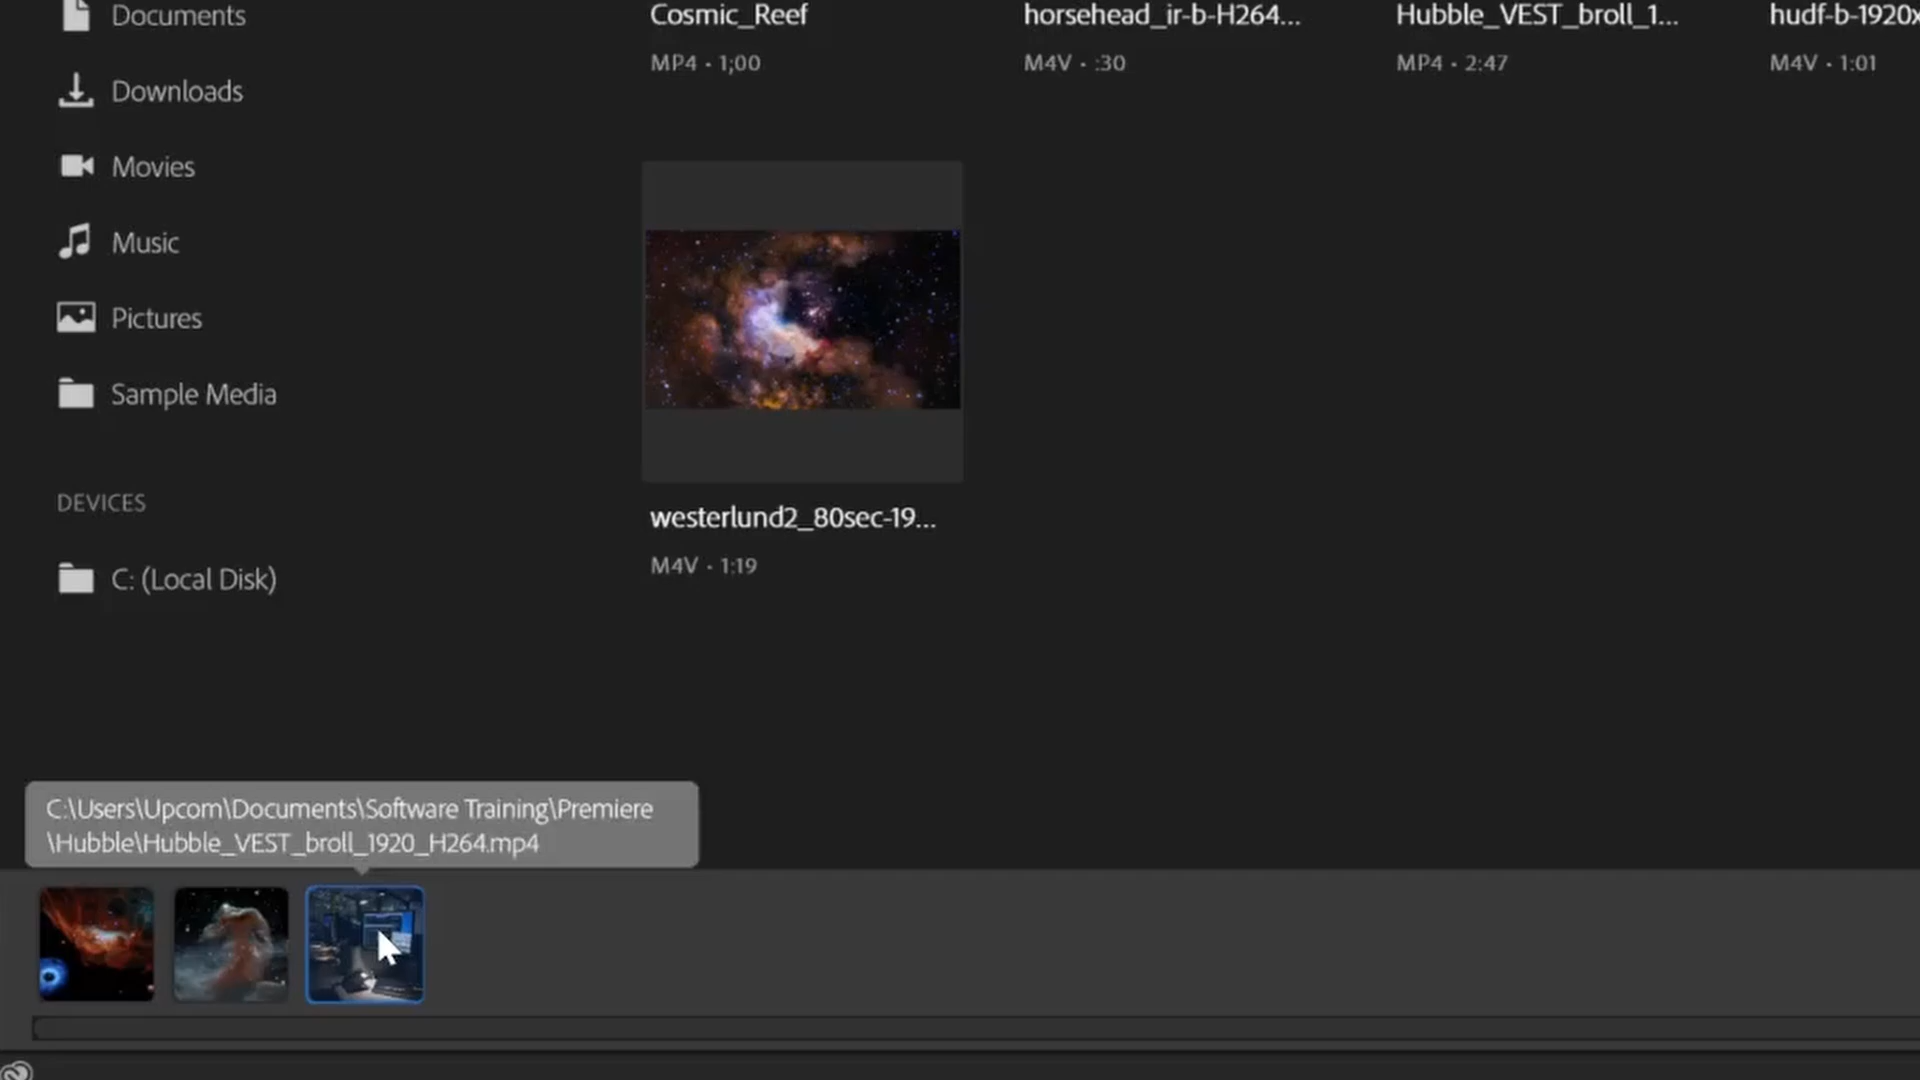 Documents
Downloads
Movies
Music
Pictures
Sample Media
DEVICES
C: (Local Disk)
Cosmic_Reef
MP4 · 1;00
horsehead_ir-b-H264...
M4V · :30
Hubble_VEST_broll_1...
MP4 · 2:47
hudf-b-1920x
M4V · 1:01
westerlund2_80sec-19...
M4V · 1:19
C:\Users\Upcom\Documents\Software Training\Premiere
\Hubble\Hubble_VEST_broll_1920_H264.mp4